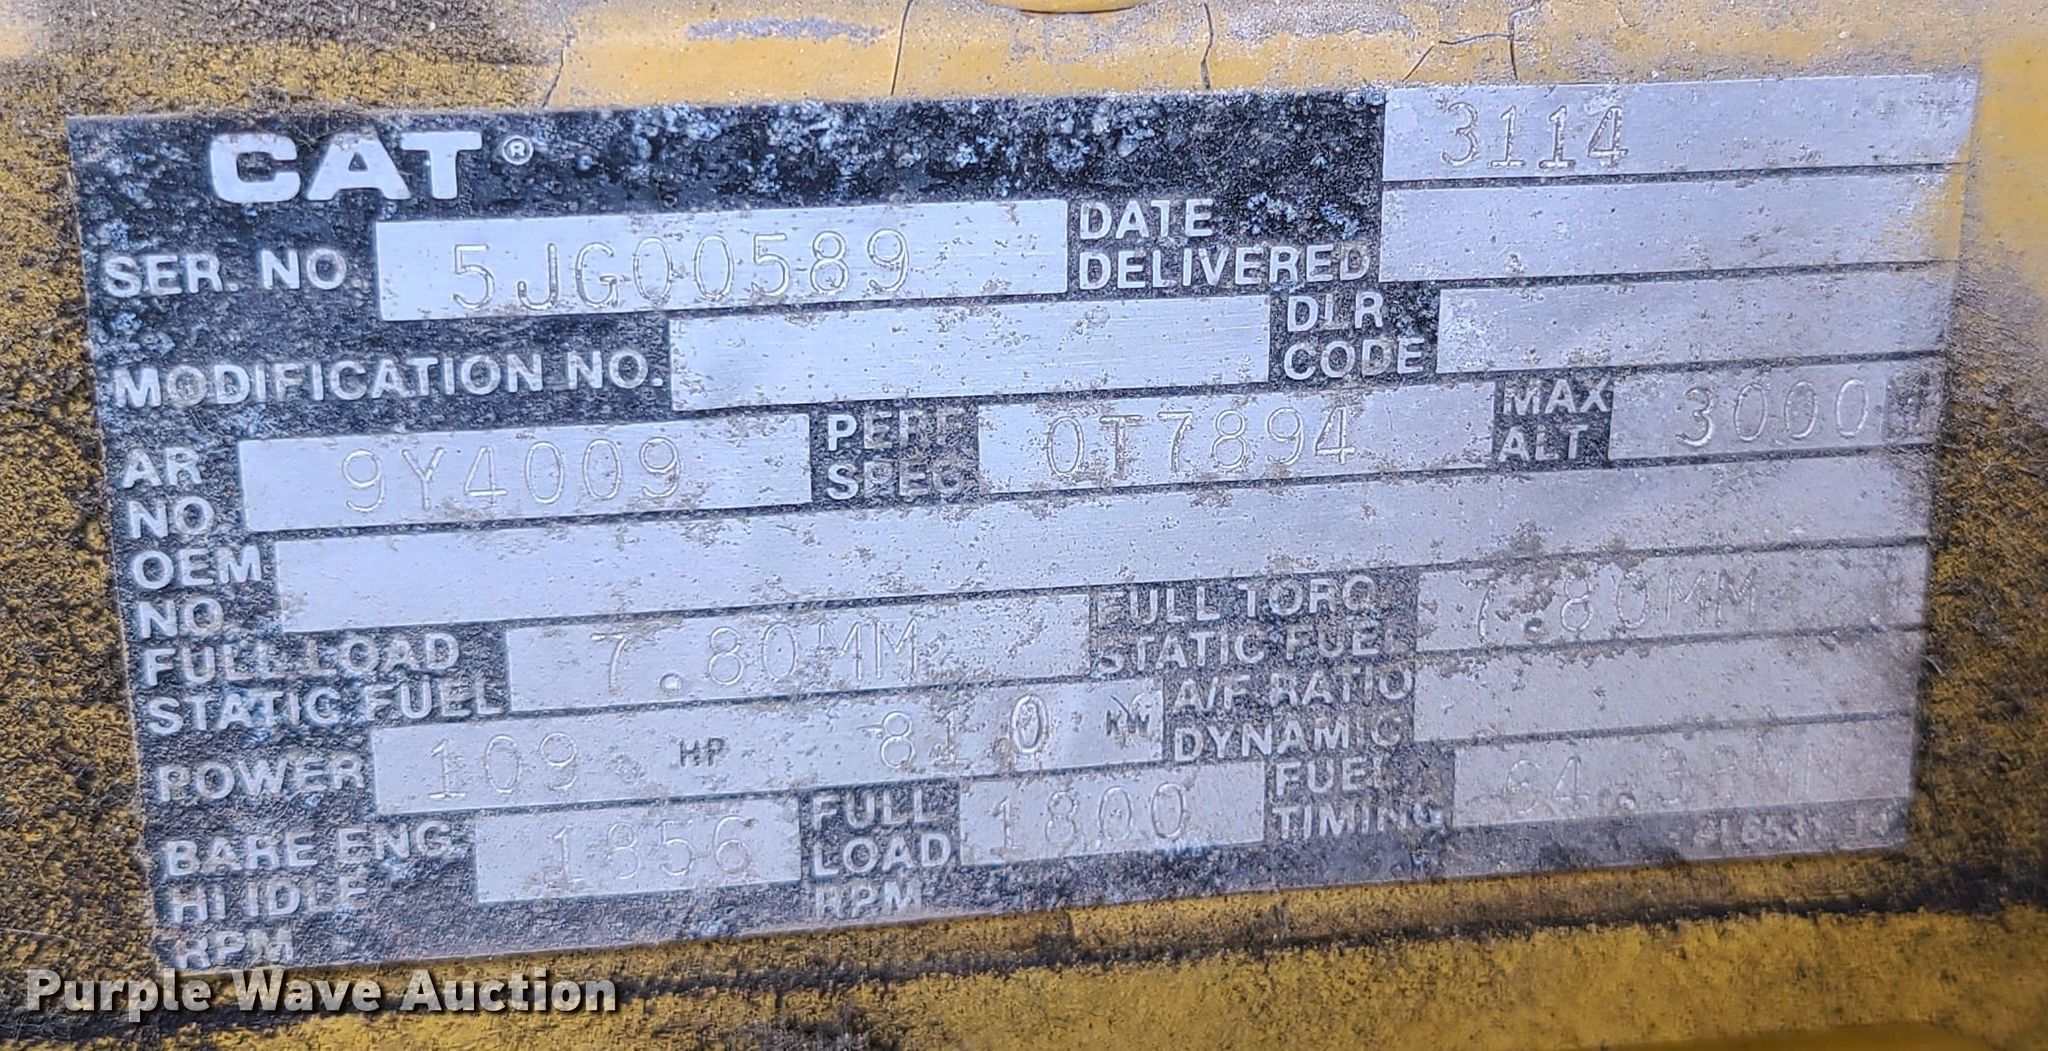 CAT®
3114
SER. NO. 5JG00589 DATE DELIVERED
MODIFICATION NO. DLR CODE
AR NO. 9Y4009 PERF SPEC 0T7894 MAX ALT 3000
OEM NO.
FULL LOAD STATIC FUEL 7.80MM FULL TORQ STATIC FUEL 7.80MM
POWER 109 HP 81.0 KW A/F RATIO DYNAMIC
BARE ENG. HI IDLE RPM 1856 FULL LOAD RPM 1800 FUEL TIMING
Purple Wave Auction